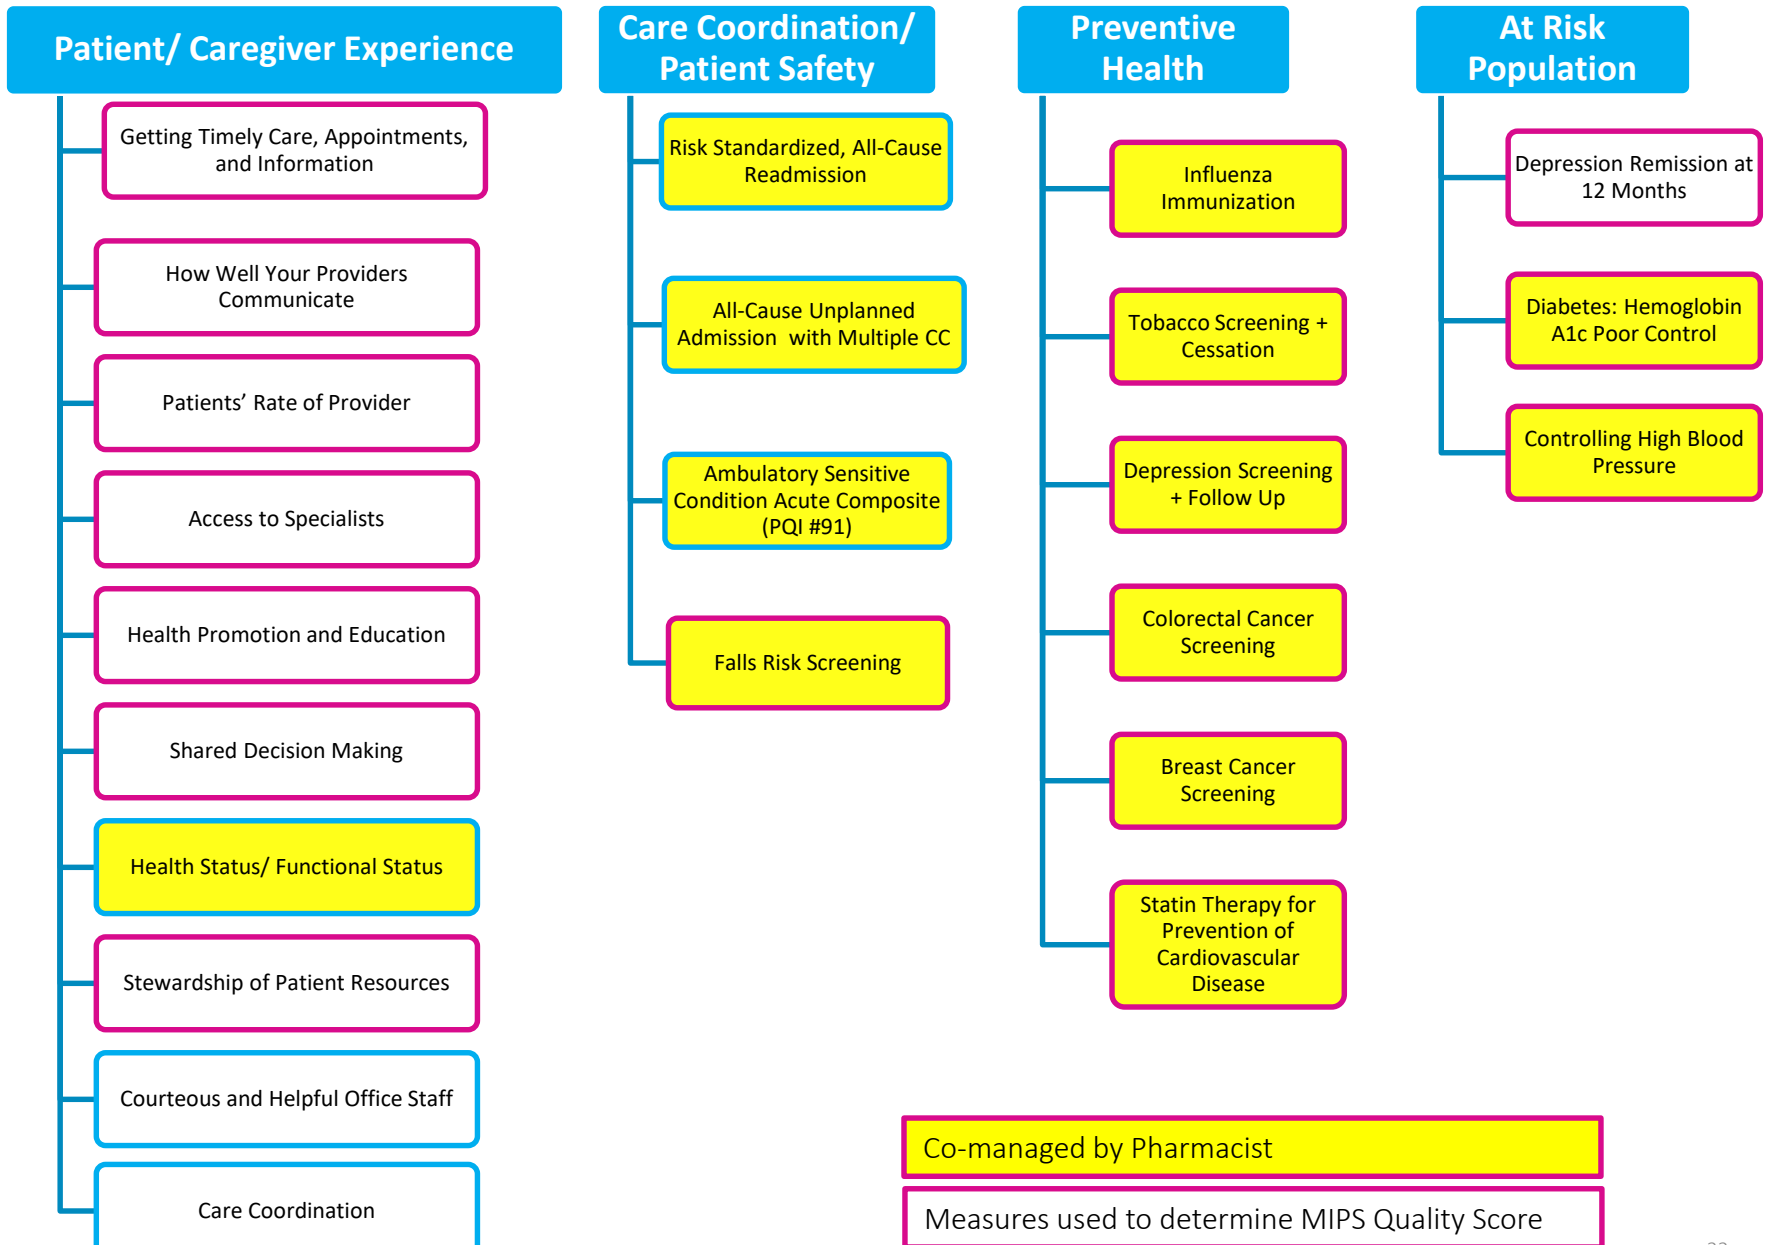 Patient/ Caregiver Experience
Getting Timely Care, Appointments,
and Information
How Well Your Providers
Communicate
Patients’ Rate of Provider
Access to Specialists
Health Promotion and Education
Shared Decision Making
Health Status/ Functional Status
Stewardship of Patient Resources
Courteous and Helpful Office Staff
Care Coordination
Care Coordination/
Patient Safety
Risk Standardized, All-Cause
Readmission
All-Cause Unplanned
Admission with Multiple CC
Ambulatory Sensitive
Condition Acute Composite
(PQI #91)
Falls Risk Screening
Preventive
Health
Influenza
Immunization
Tobacco Screening +
Cessation
Depression Screening
+ Follow Up
Colorectal Cancer
Screening
Breast Cancer
Screening
Statin Therapy for
Prevention of
Cardiovascular
Disease
At Risk
Population
Depression Remission at
12 Months
Diabetes: Hemoglobin
A1c Poor Control
Controlling High Blood
Pressure
Co-managed by Pharmacist
Measures used to determine MIPS Quality Score